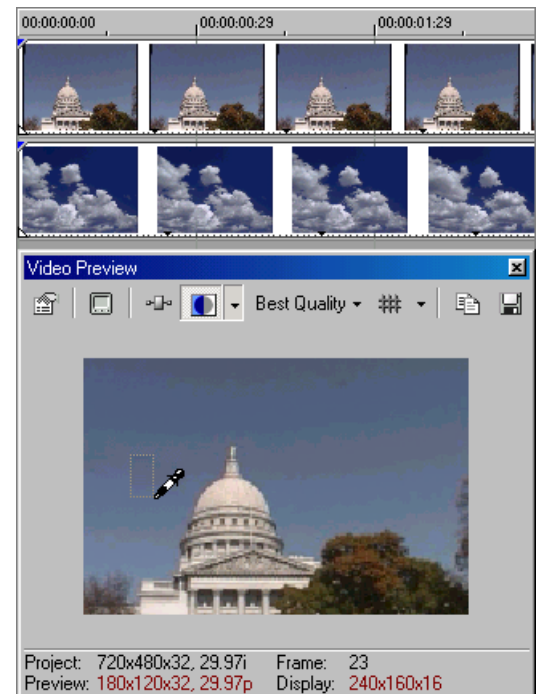 00:00:00:00 00:00:00:29 00:00:01:29
Video Preview
Best Quality
Project: 720x480x32, 29.97i Frame: 23
Preview: 180x120x32, 29.97p Display: 240x160x16